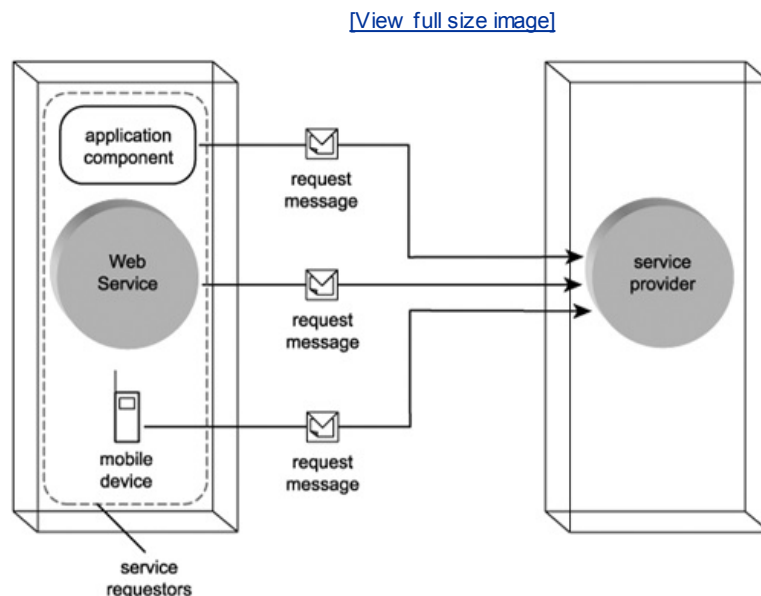 [View full size image]
application
component
request
message
Web
Service
request
message
service
provider
mobile
device
request
message
service
requestors